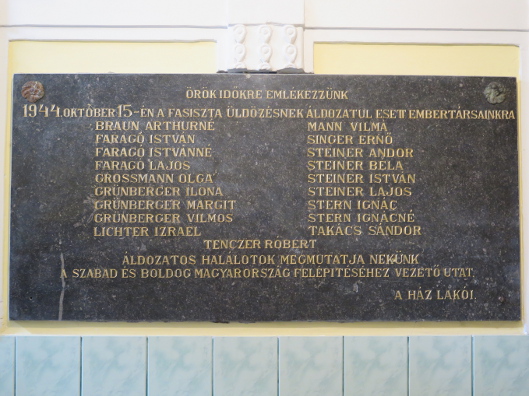 ÖRÖK IDŐKRE EMLEKEZZÜNK
1944. OKTÓBER 15-ÉN A FASISZTA ÜLDÖZÉSNEK ÁLDOZATUL ESETT EMBERTÁRSAINKRA
BRAUN ARTHURNÉ
FARAGÓ ISTVÁN
FARAGÓ ISTVÁNNÉ
FARAGÓ LAJOS
GROSSMANN OLGA
GRÜNBERGER ILONA
GRÜNBERGER MARGIT
GRÜNBERGER VILMOS
LICHTER IZRAEL
MANN VILMA
SINGER ERNŐ
STEINER ANDOR
STEINER BÉLA
STEINER ISTVÁN
STEINER LAJOS
STERN IGNÁC
STERN IGNÁCNÉ
TAKÁCS SÁNDOR
TENCZER RÓBERT
ÁLDOZATOS HALÁLOTOK MEGMUTATJA NEKÜNK
A SZABAD ÉS BOLDOG MAGYARORSZÁG FELÉPITÉSÉHEZ VEZETŐ UTAT.
A HÁZ LAKÓI.